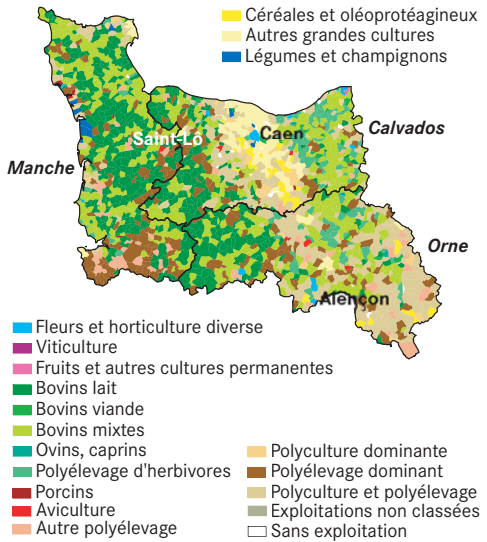 Céréales et oléoprotéagineux
Autres grandes cultures
Légumes et champignons
Saint-Lô
Caen
Calvados
Manche
Orne
Alençon
Fleurs et horticulture diverse
Viticulture
Fruits et autres cultures permanentes
Bovins lait
Bovins viande
Bovins mixtes
Ovins, caprins
Polyélevage d'herbivores
Porcins
Aviculture
Autre polyélevage
Polyculture dominante
Polyélevage dominant
Polyculture et polyélevage
Exploitations non classées
Sans exploitation